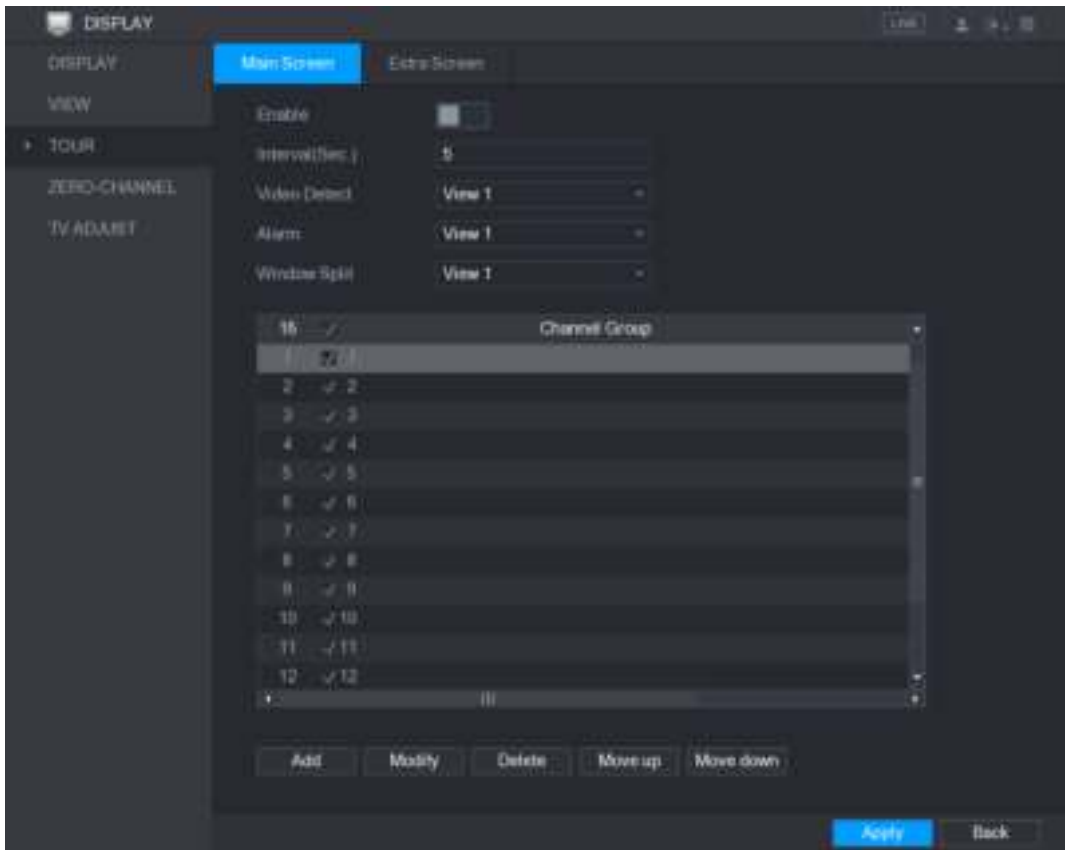 DISPLAY
LIVE
DISPLAY
VIEW
TOUR
ZERO-CHANNEL
TV ADJUST
Main Screen Extra Screen
Enable
Interval(Sec.) 5
Video Detect View 1
Alarm View 1
Window Split View 1
16 Channel Group
1 1
2 2
3 3
4 4
5 5
6 6
7 7
8 8
9 9
10 10
11 11
12 12
Add Modify Delete Move up Move down
Apply Back